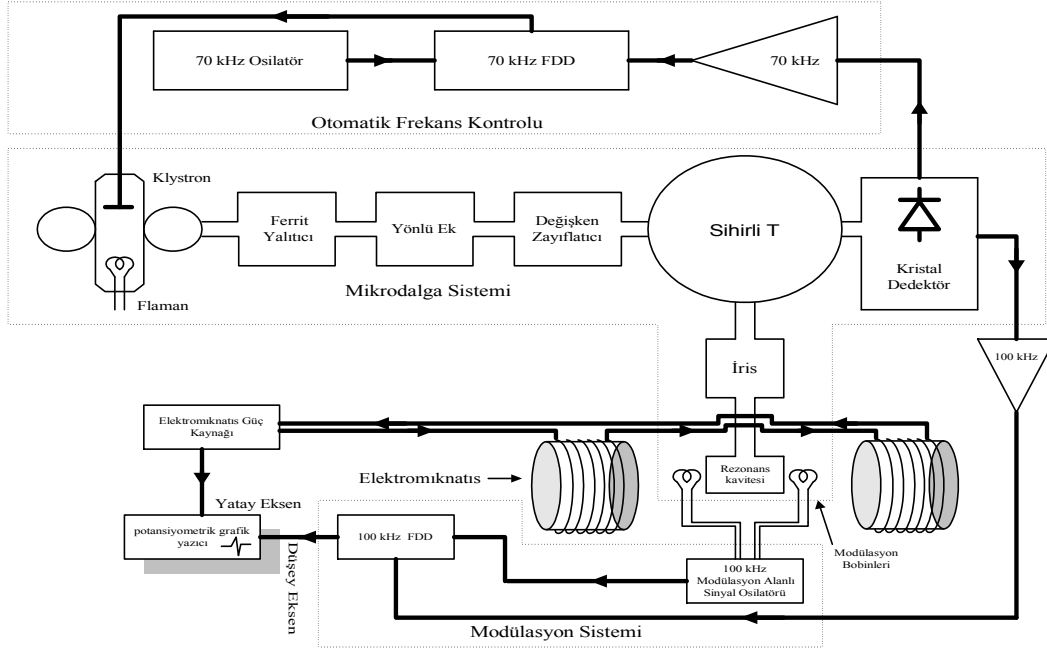 70 kHz Osilatör
70 kHz FDD
70 kHz
Otomatik Frekans Kontrolu
Klystron
Ferrit
Yalıtıcı
Yönlü Ek
Değişken
Zayıflatıcı
Sihirli T
Kristal
Dedektör
Flaman
Mikrodalga Sistemi
İris
100 kHz
Elektromıknatıs Güç
Kaynağı
Elektromıknatıs
Rezonans
kavitesi
Yatay Eksen
potansiyometrik grafik
yazıcı
Düşey Eksen
100 kHz FDD
100 kHz
Modülasyon Alanlı
Sinyal Osilatörü
Modülasyon
Bobinleri
Modülasyon Sistemi